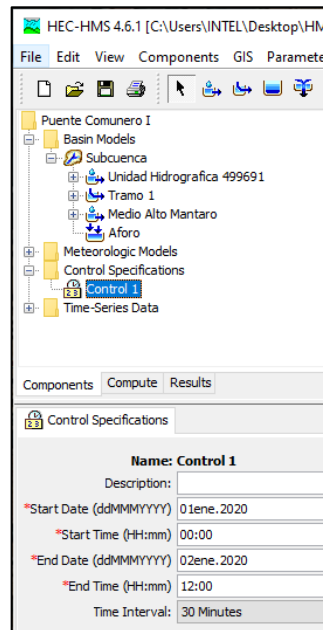 HEC-HMS 4.6.1 [C:\Users\INTEL\Desktop\HM
File Edit View Components GIS Paramete
Puente Comunero I
Basin Models
Subcuenca
Unidad Hidrografica 499691
Tramo 1
Medio Alto Mantaro
Aforo
Meteorologic Models
Control Specifications
Control 1
Time-Series Data
Components Compute Results
Control Specifications
Name: Control 1
Description:
*Start Date (ddMMMYYYY) 01ene.2020
*Start Time (HH:mm) 00:00
*End Date (ddMMMYYYY) 02ene.2020
*End Time (HH:mm) 12:00
Time Interval: 30 Minutes